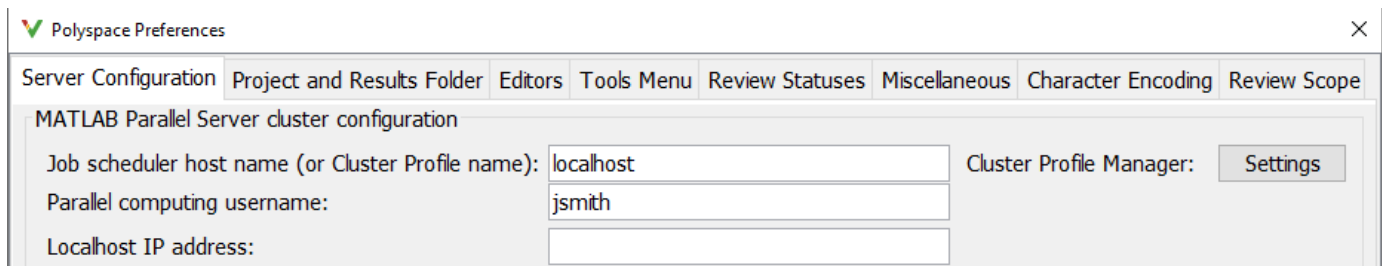 Polyspace Preferences
Server Configuration Project and Results Folder Editors Tools Menu Review Statuses Miscellaneous Character Encoding Review Scope
MATLAB Parallel Server cluster configuration
Job scheduler host name (or Cluster Profile name): localhost Cluster Profile Manager: Settings
Parallel computing username: jsmith
Localhost IP address: